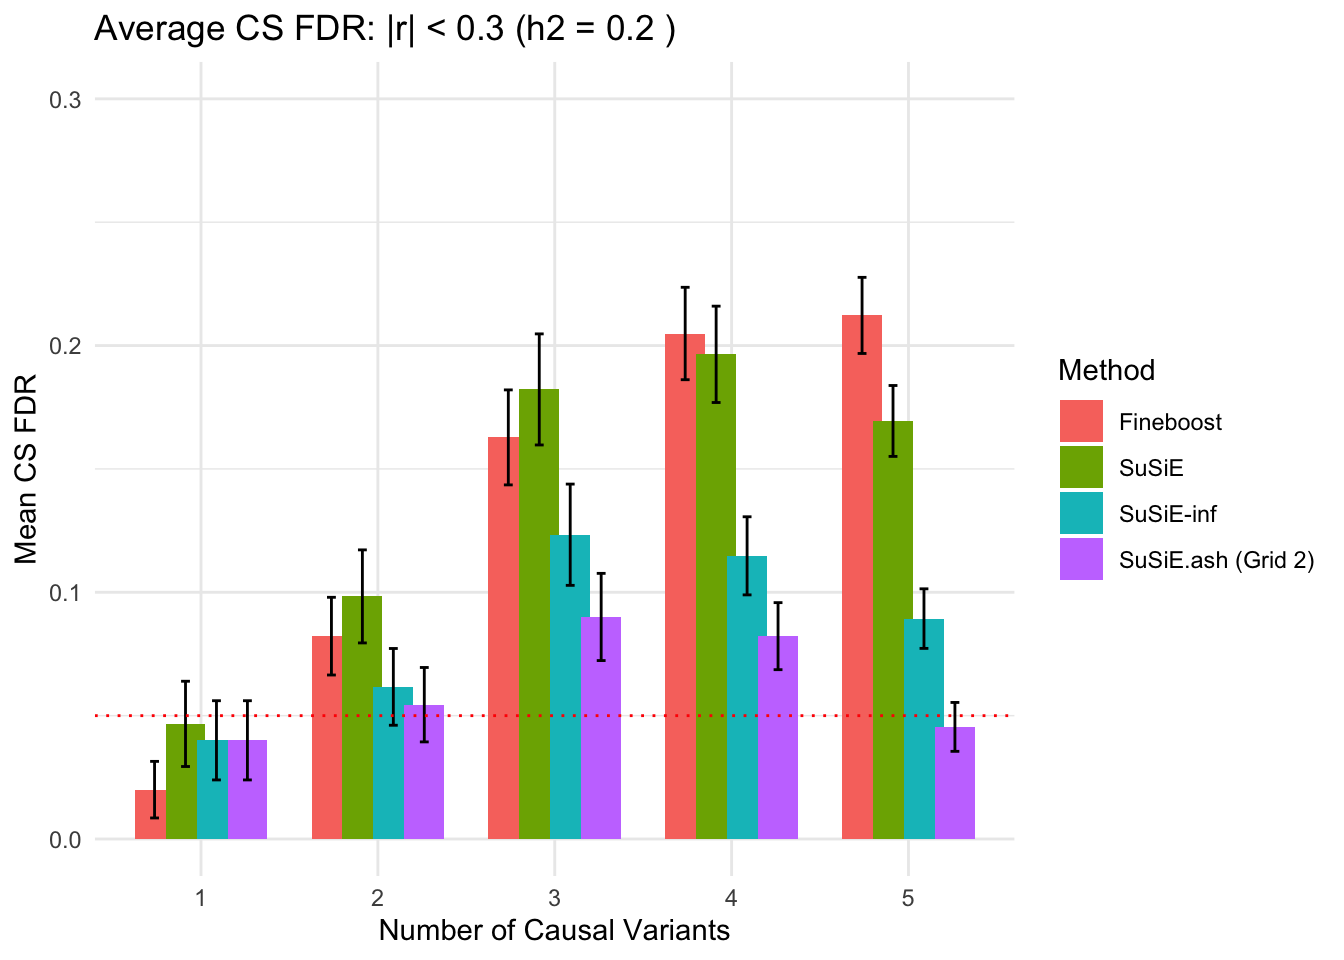 Average CS FDR: |r| < 0.3 (h2 = 0.2 )
Mean CS FDR
0.3
0.2
0.1
0.0
1 2 3 4 5
Number of Causal Variants
Method
Fineboost
SuSiE
SuSiE-inf
SuSiE.ash (Grid 2)